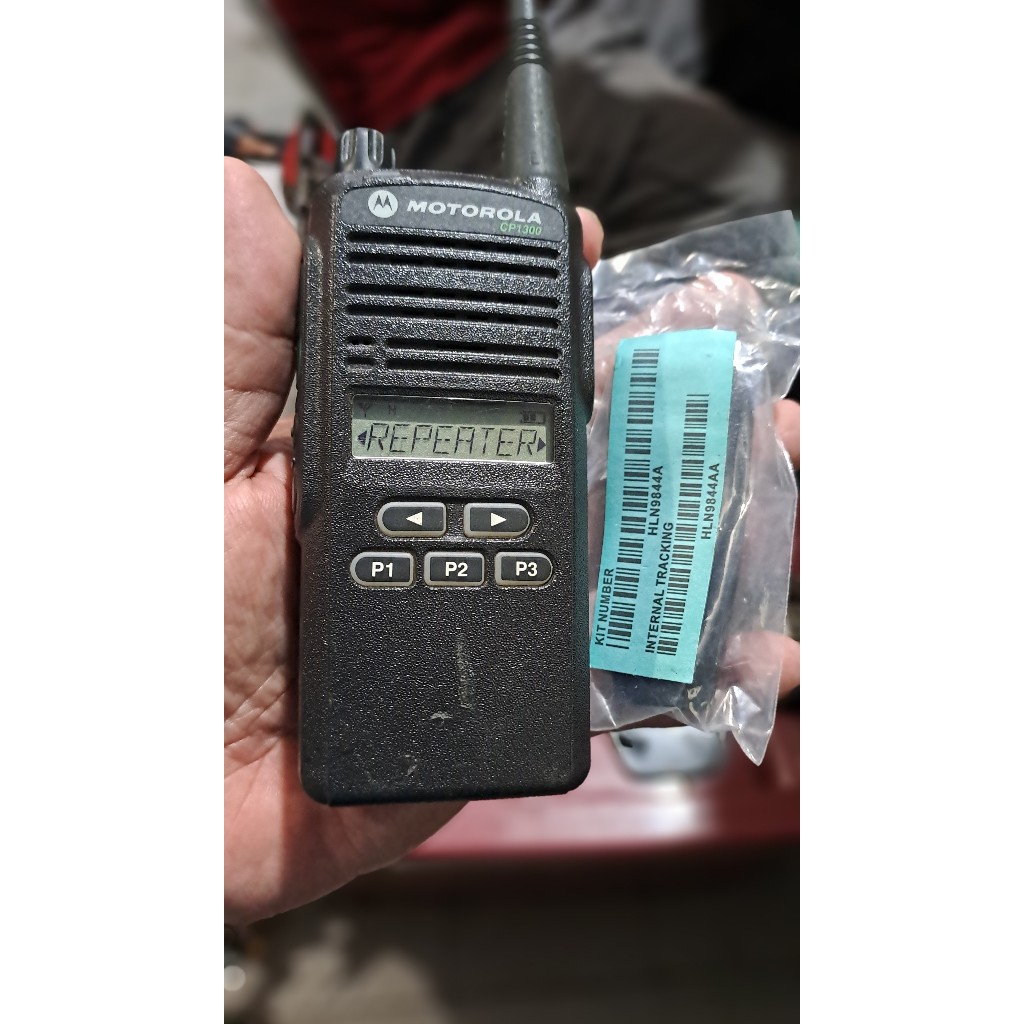 MOTOROLA
CP1300
REPEATER
P1 P2 P3
KIT NUMBER
HLN9844A
INTERNAL TRACKING
HLN9844AA